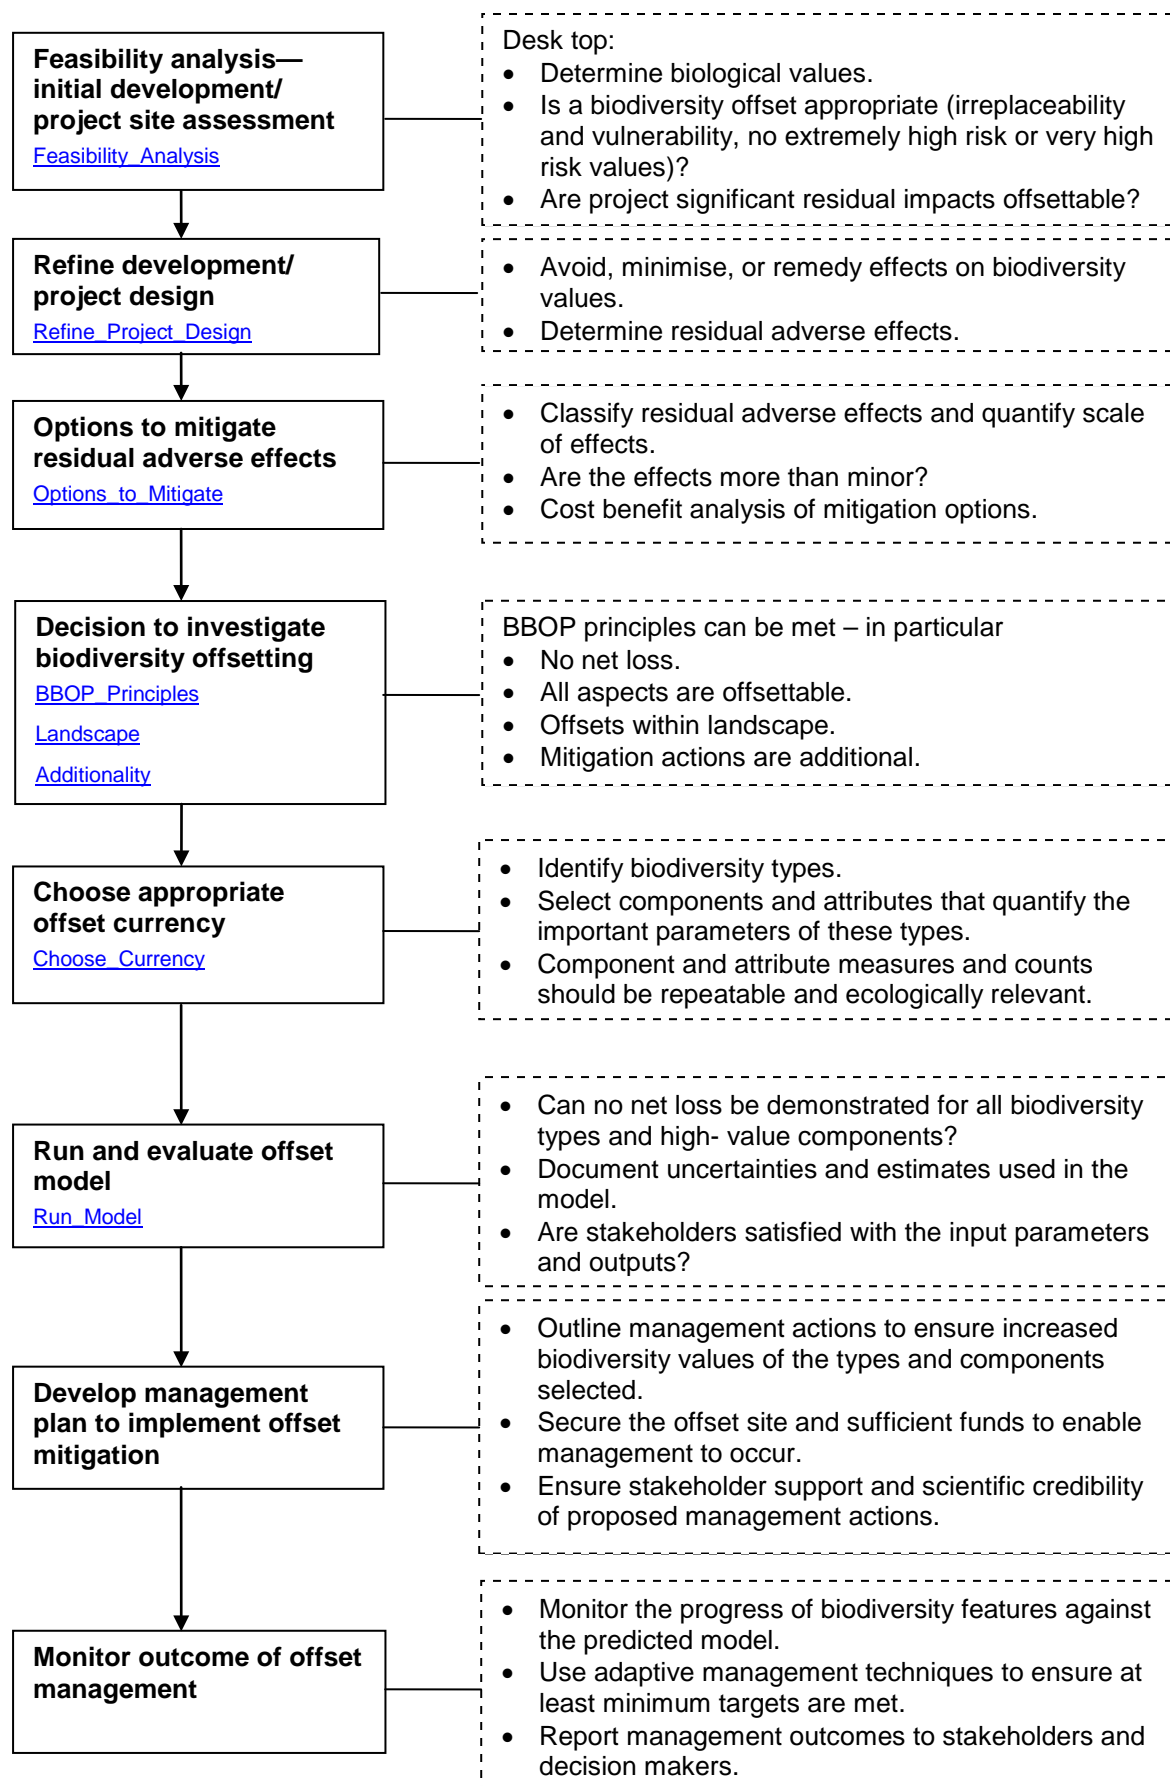 Feasibility analysis—
initial development/
project site assessment
Feasibility_Analysis
Desk top:
• Determine biological values.
• Is a biodiversity offset appropriate (irreplaceability
and vulnerability, no extremely high risk or very high
risk values)?
• Are project significant residual impacts offsettable?
Refine development/
project design
Refine_Project_Design
• Avoid, minimise, or remedy effects on biodiversity
values.
• Determine residual adverse effects.
Options to mitigate
residual adverse effects
Options_to_Mitigate
• Classify residual adverse effects and quantify scale
of effects.
• Are the effects more than minor?
• Cost benefit analysis of mitigation options.
Decision to investigate
biodiversity offsetting
BBOP_Principles
Landscape
Additionality
BBOP principles can be met – in particular
• No net loss.
• All aspects are offsettable.
• Offsets within landscape.
• Mitigation actions are additional.
Choose appropriate
offset currency
Choose_Currency
• Identify biodiversity types.
• Select components and attributes that quantify the
important parameters of these types.
• Component and attribute measures and counts
should be repeatable and ecologically relevant.
Run and evaluate offset
model
Run_Model
• Can no net loss be demonstrated for all biodiversity
types and high- value components?
• Document uncertainties and estimates used in the
model.
• Are stakeholders satisfied with the input parameters
and outputs?
Develop management
plan to implement offset
mitigation
• Outline management actions to ensure increased
biodiversity values of the types and components
selected.
• Secure the offset site and sufficient funds to enable
management to occur.
• Ensure stakeholder support and scientific credibility
of proposed management actions.
Monitor outcome of offset
management
• Monitor the progress of biodiversity features against
the predicted model.
• Use adaptive management techniques to ensure at
least minimum targets are met.
• Report management outcomes to stakeholders and
decision makers.